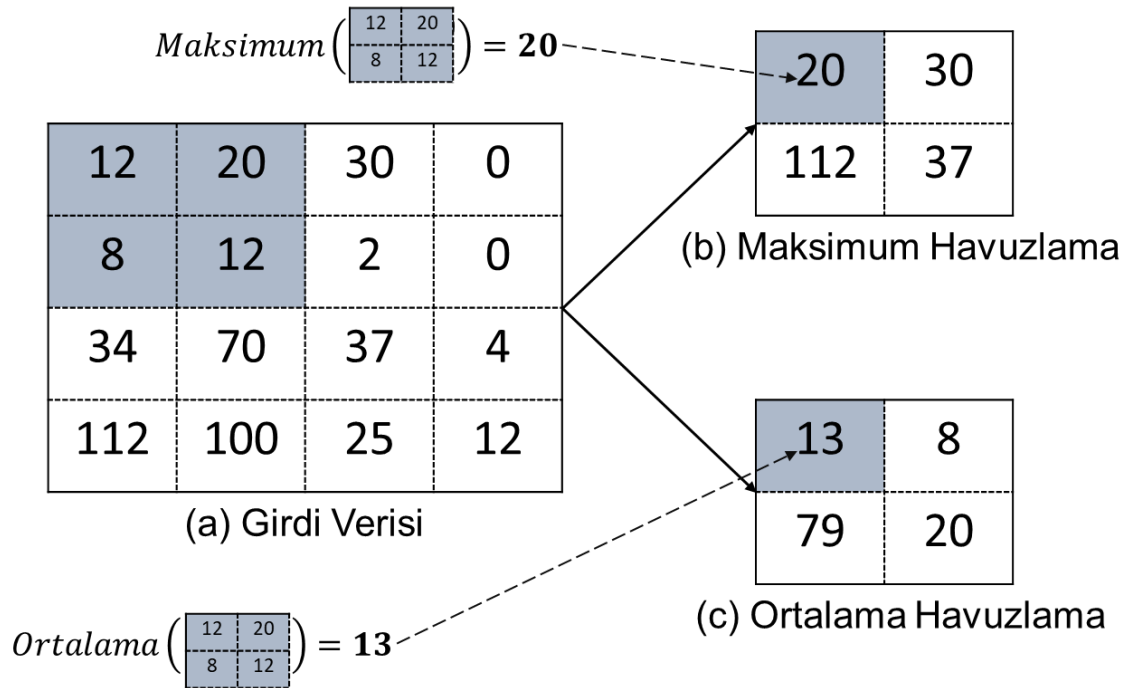 Maksimum(
12 20
8 12
) = 20
12 20 30 0
8 12 2 0
34 70 37 4
112 100 25 12
(a) Girdi Verisi
20 30
112 37
(b) Maksimum Havuzlama
13 8
79 20
(c) Ortalama Havuzlama
Ortalama(
12 20
8 12
) = 13